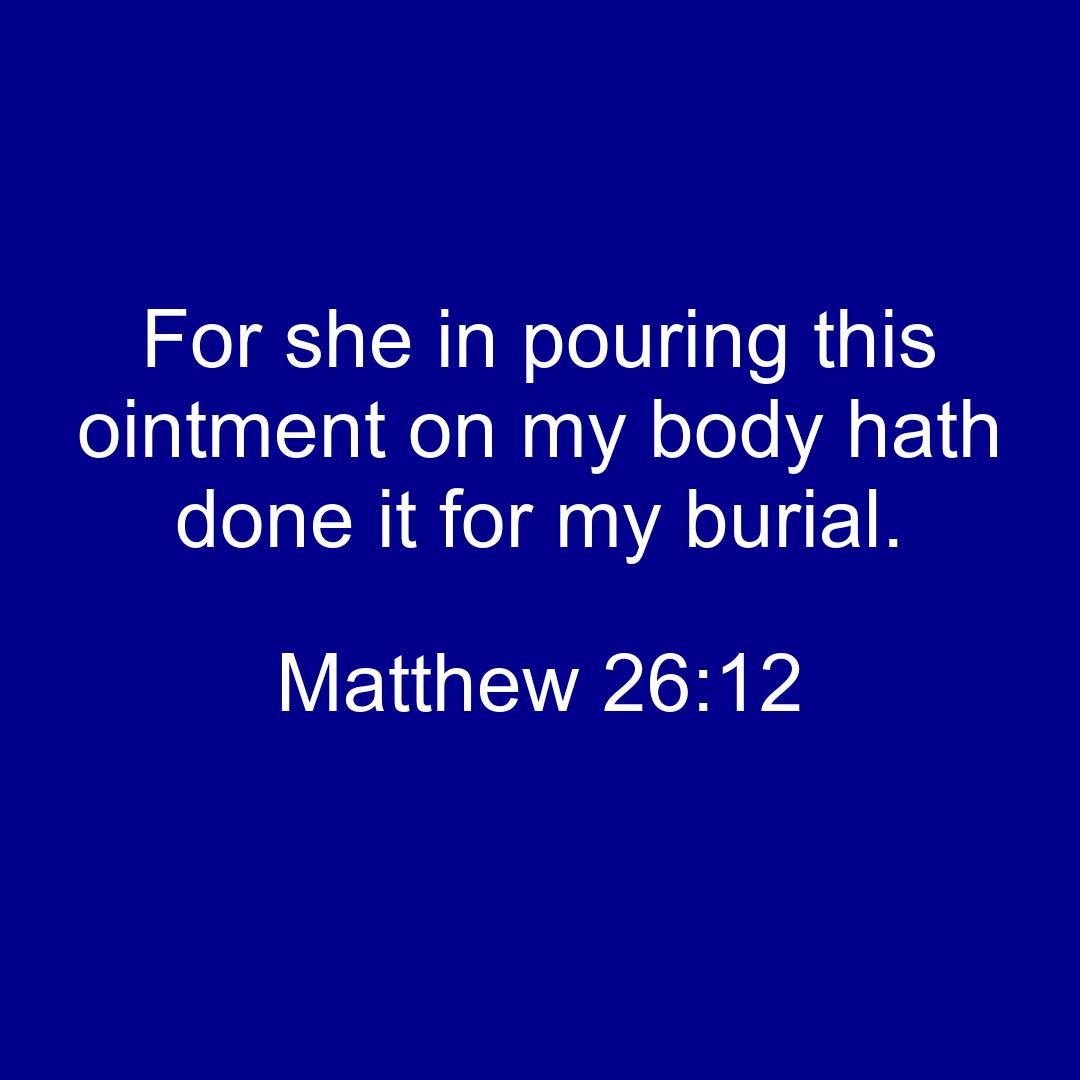 For she in pouring this
ointment on my body hath
done it for my burial.
Matthew 26:12